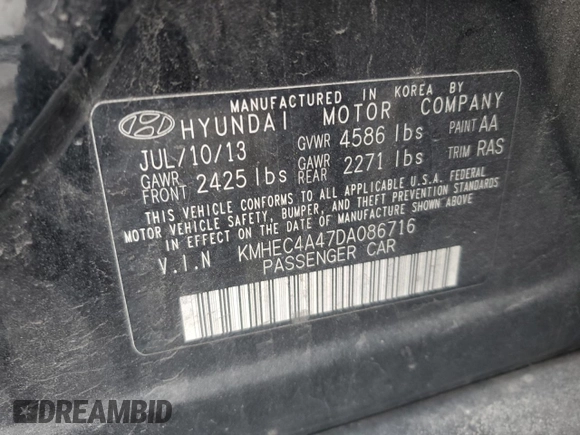 MANUFACTURED IN KOREA BY
HYUNDAI MOTOR COMPANY
JUL/10/13 GVWR 4586 lbs PAINT AA
GAWR FRONT 2425 lbs GAWR REAR 2271 lbs TRIM RAS
THIS VEHICLE CONFORMS TO ALL APPLICABLE U.S.A. FEDERAL
MOTOR VEHICLE SAFETY, BUMPER, AND THEFT PREVENTION STANDARDS
IN EFFECT ON THE DATE OF MANUFACTURE SHOWN ABOVE
V.I.N KMHEC4A47DA086716
PASSENGER CAR
DREAMBID